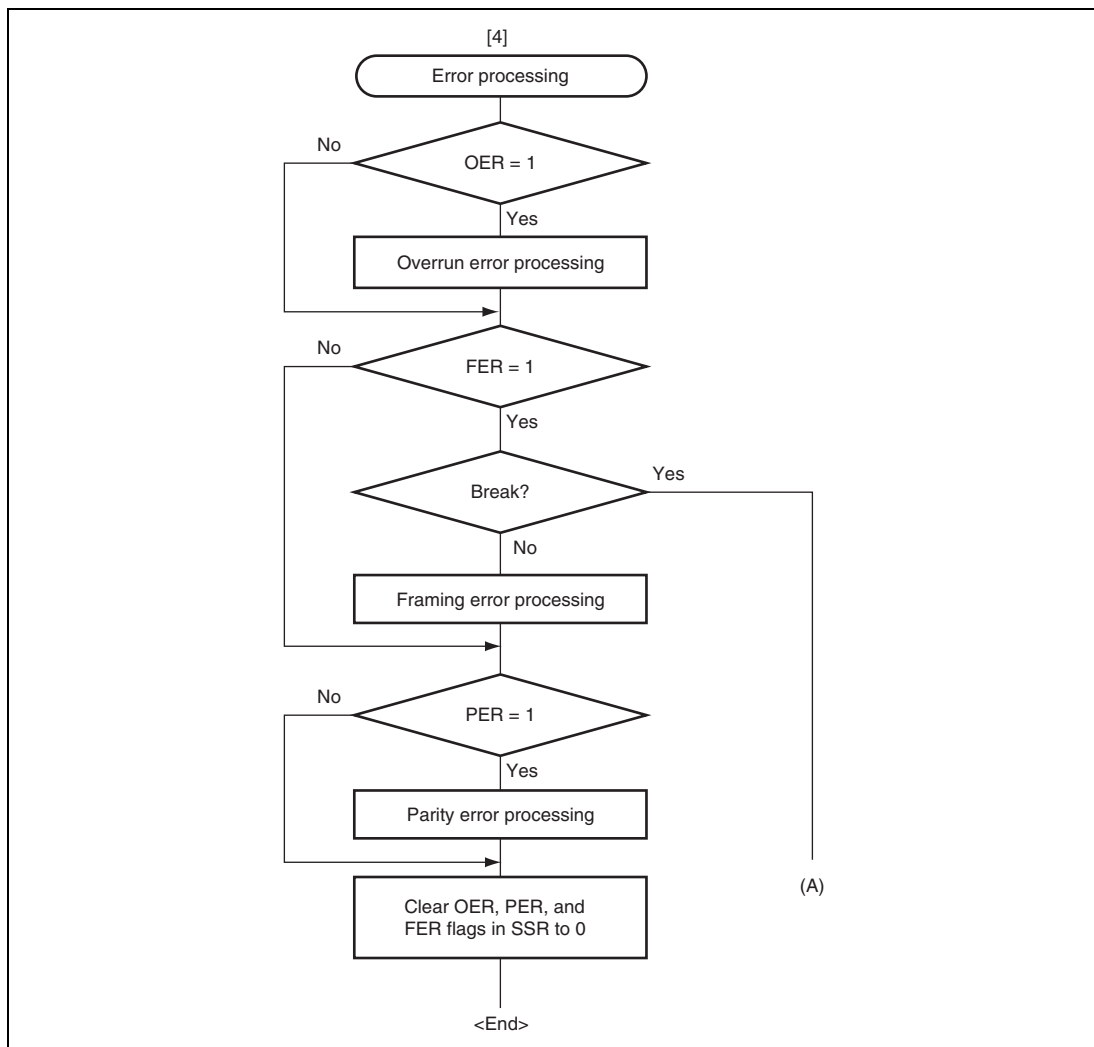 [4]
Error processing
No
OER = 1
Yes
Overrun error processing
No
FER = 1
Yes
Break?
Yes
No
Framing error processing
No
PER = 1
Yes
Parity error processing
(A)
Clear OER, PER, and
FER flags in SSR to 0
<End>